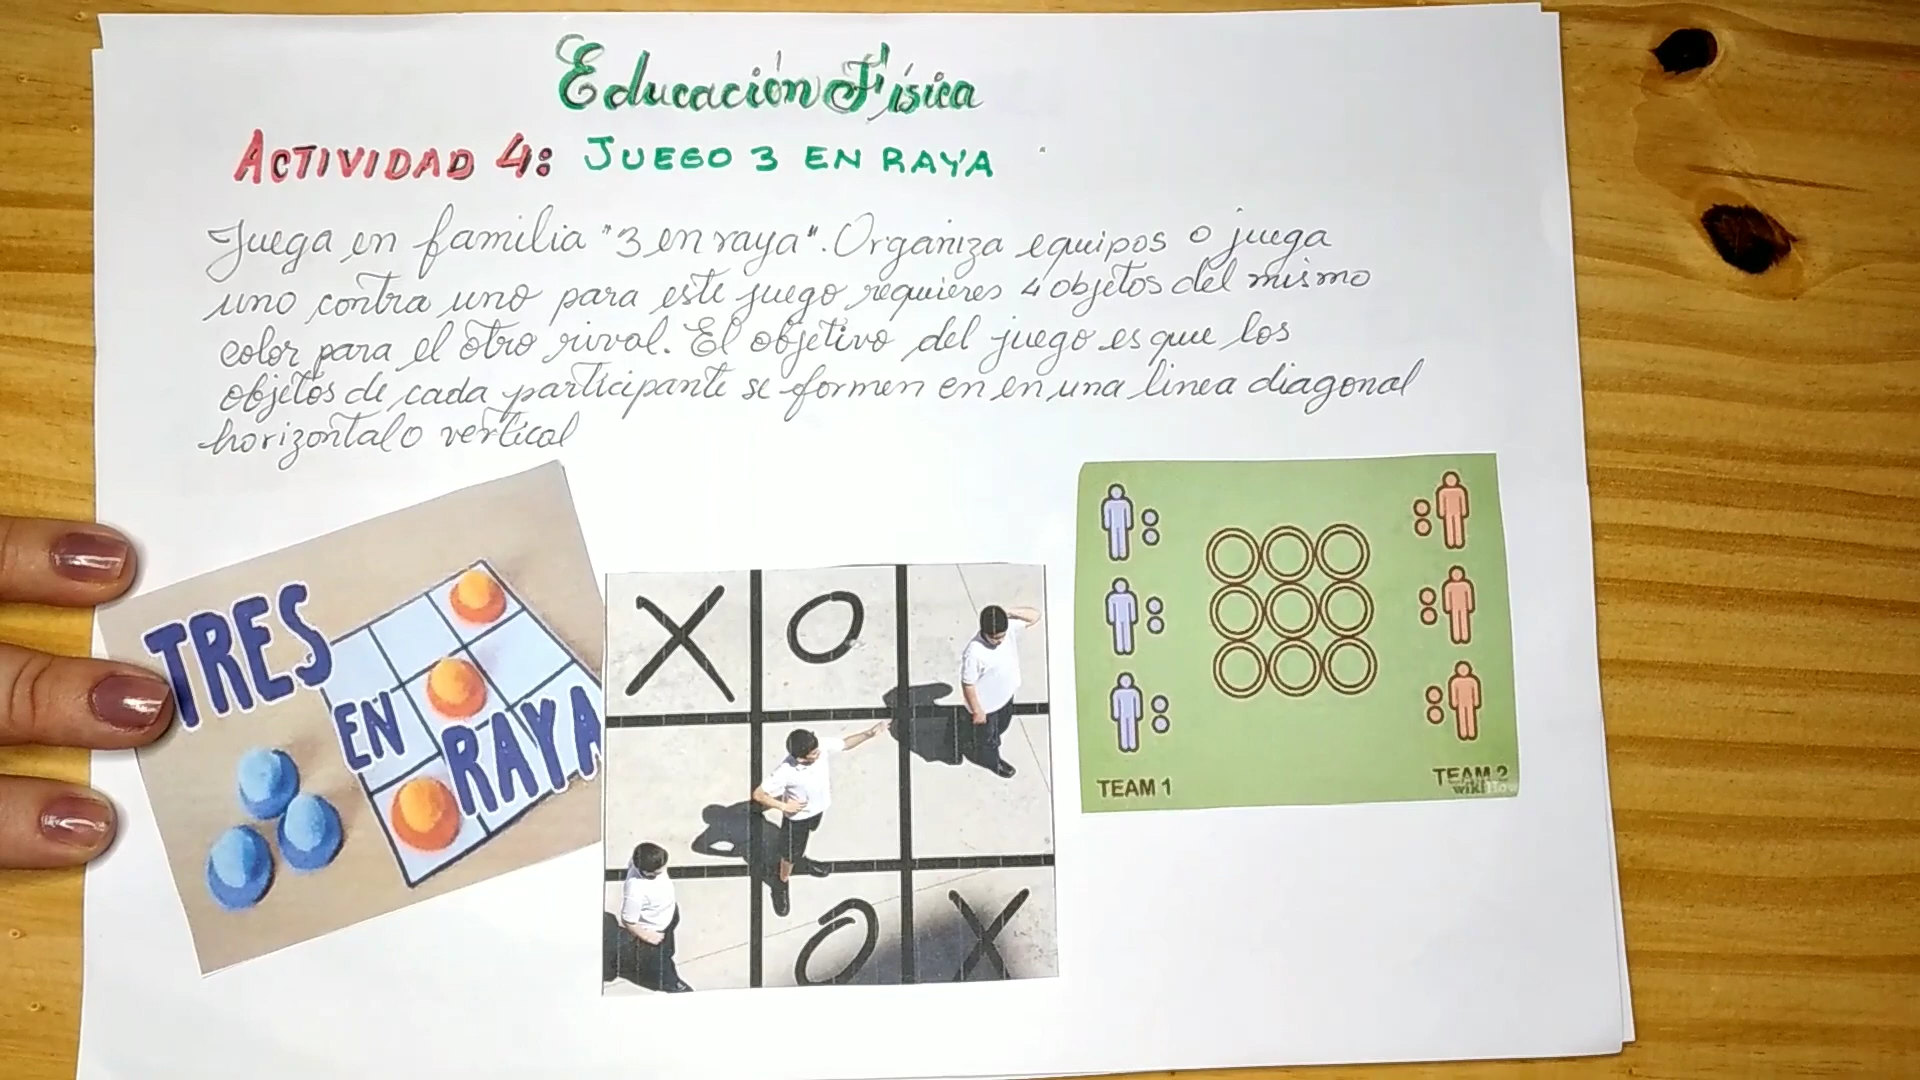 Educación Física
ACTIVIDAD 4: JUEGO 3 EN RAYA
Juega en familia "3 en raya". Organiza equipos o juega
uno contra uno para este juego requieres 4 objetos del mismo
color para el otro rival. El objetivo del juego es que los
objetos de cada participante se formen en en una linea diagonal
horizontal o vertical
TRES
EN
RAYA
X O
O X
TEAM 1
TEAM 2
wikiHow